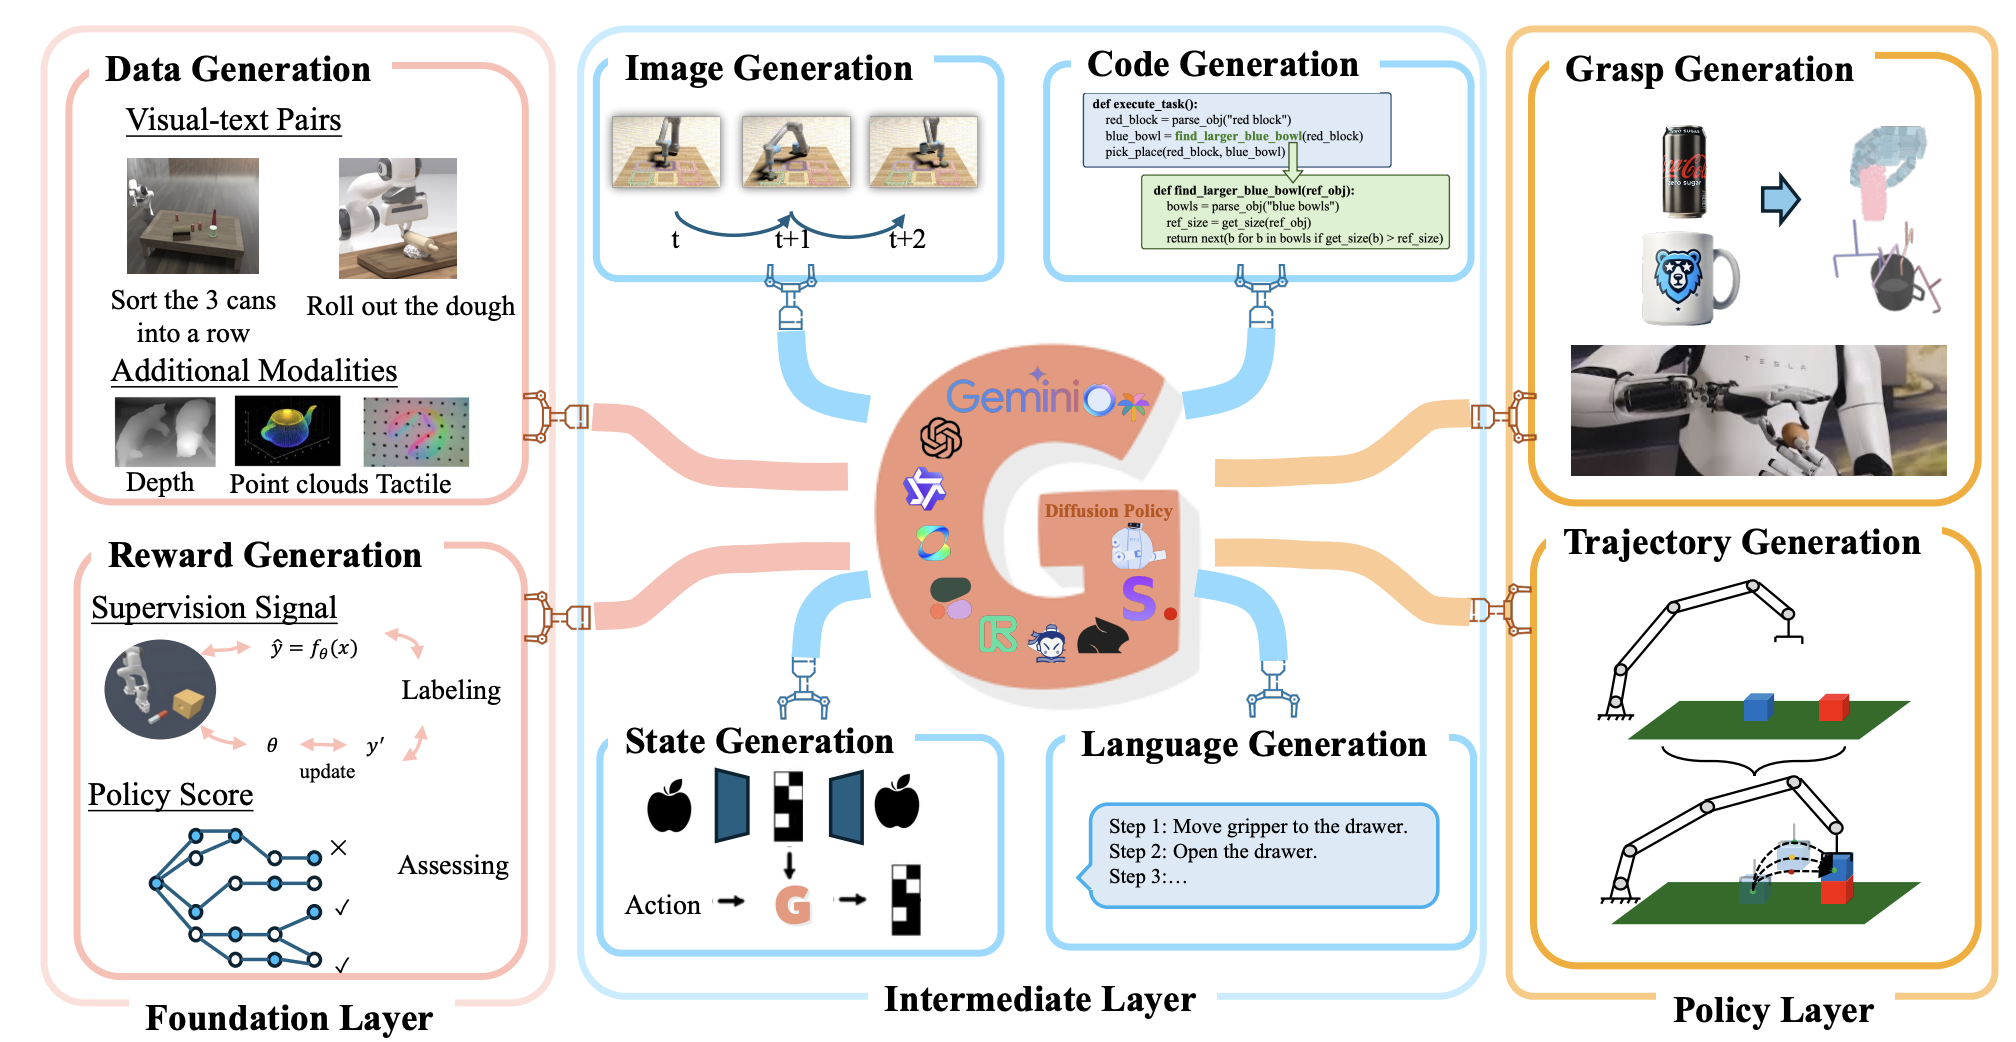 Data Generation
Visual-text Pairs
Sort the 3 cans
into a row
Roll out the dough
Additional Modalities
Depth
Point clouds
Tactile
Reward Generation
Supervision Signal
ŷ = fθ(x)
Labeling
θ
y′
update
Policy Score
×
Assessing
✓
✓
Foundation Layer
Image Generation
t
t+1
t+2
Code Generation
def execute_task():
red_block = parse_obj("red block")
blue_bowl = find_larger_blue_bowl(red_block)
pick_place(red_block, blue_bowl)
def find_larger_blue_bowl(ref_obj):
bowls = parse_obj("blue bowls")
ref_size = get_size(ref_obj)
return next(b for b in bowls if get_size(b) > ref_size)
Gemini
G
Diffusion Policy
S
State Generation
Action
G
Language Generation
Step 1: Move gripper to the drawer.
Step 2: Open the drawer.
Step 3:…
Intermediate Layer
Grasp Generation
zero sugar
TESLA
Trajectory Generation
Policy Layer